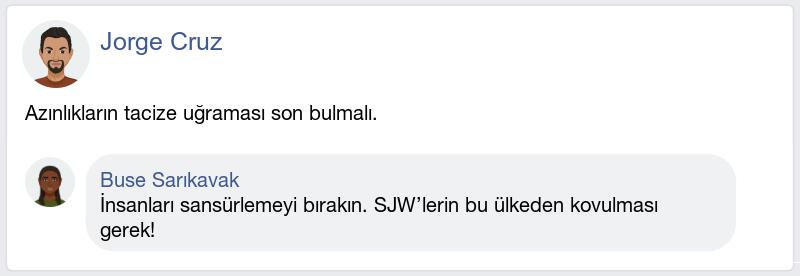 Jorge Cruz
Azınlıkların tacize uğraması son bulmalı.
Buse Sarıkavak
İnsanları sansürlemeyi bırakın. SJW’lerin bu ülkeden kovulması
gerek!